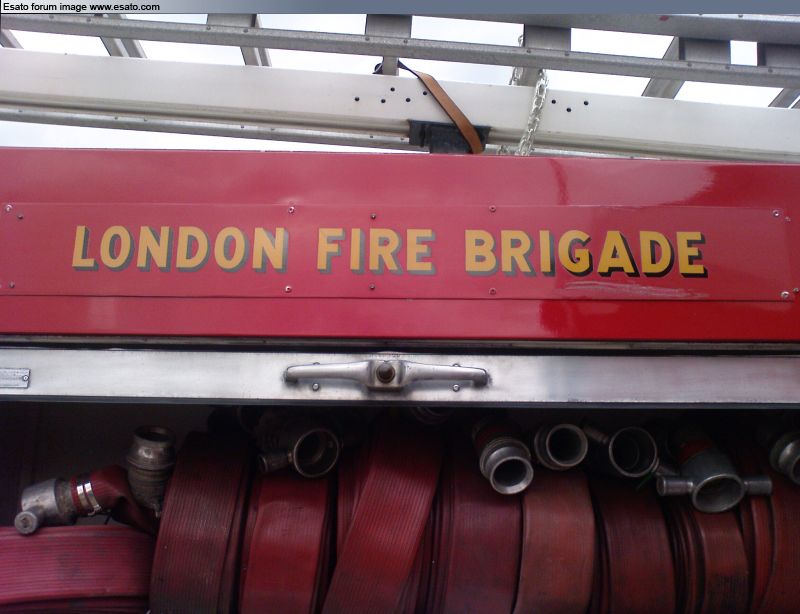 Esato forum image www.esato.com
LONDON FIRE BRIGADE